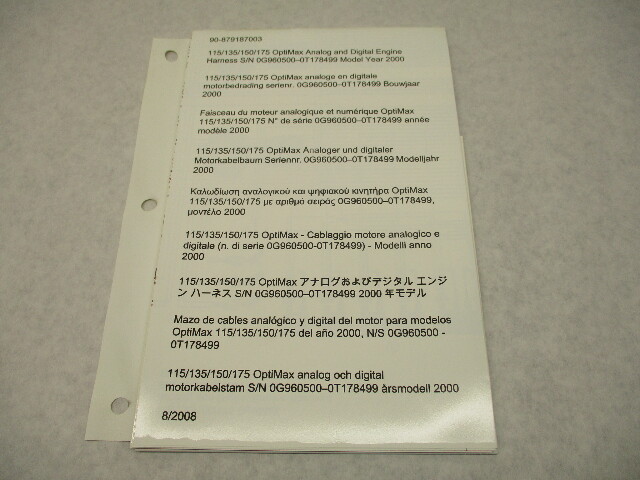 90-879187003
115/135/150/175 OptiMax Analog and Digital Engine
Harness S/N 0G960500–0T178499 Model Year 2000
115/135/150/175 OptiMax analoge en digitale
motorbedrading serienr. 0G960500–0T178499 Bouwjaar
2000
Faisceau du moteur analogique et numérique OptiMax
115/135/150/175 N° de série 0G960500–0T178499 année
modèle 2000
115/135/150/175 OptiMax Analoger und digitaler
Motorkabelbaum Seriennr. 0G960500–0T178499 Modelljahr
2000
Καλωδίωση αναλογικού και ψηφιακού κινητήρα OptiMax
115/135/150/175 με αριθμό σειράς 0G960500–0T178499,
μοντέλο 2000
115/135/150/175 OptiMax - Cablaggio motore analogico e
digitale (n. di serie 0G960500-0T178499) - Modelli anno
2000
115/135/150/175 OptiMax アナログおよびデジタル エンジ
ン ハーネス S/N 0G960500–0T178499 2000 年モデル
Mazo de cables analógico y digital del motor para modelos
OptiMax 115/135/150/175 del año 2000, N/S 0G960500 -
0T178499
115/135/150/175 OptiMax analog och digital
motorkabelstam S/N 0G960500–0T178499 årsmodell 2000
8/2008